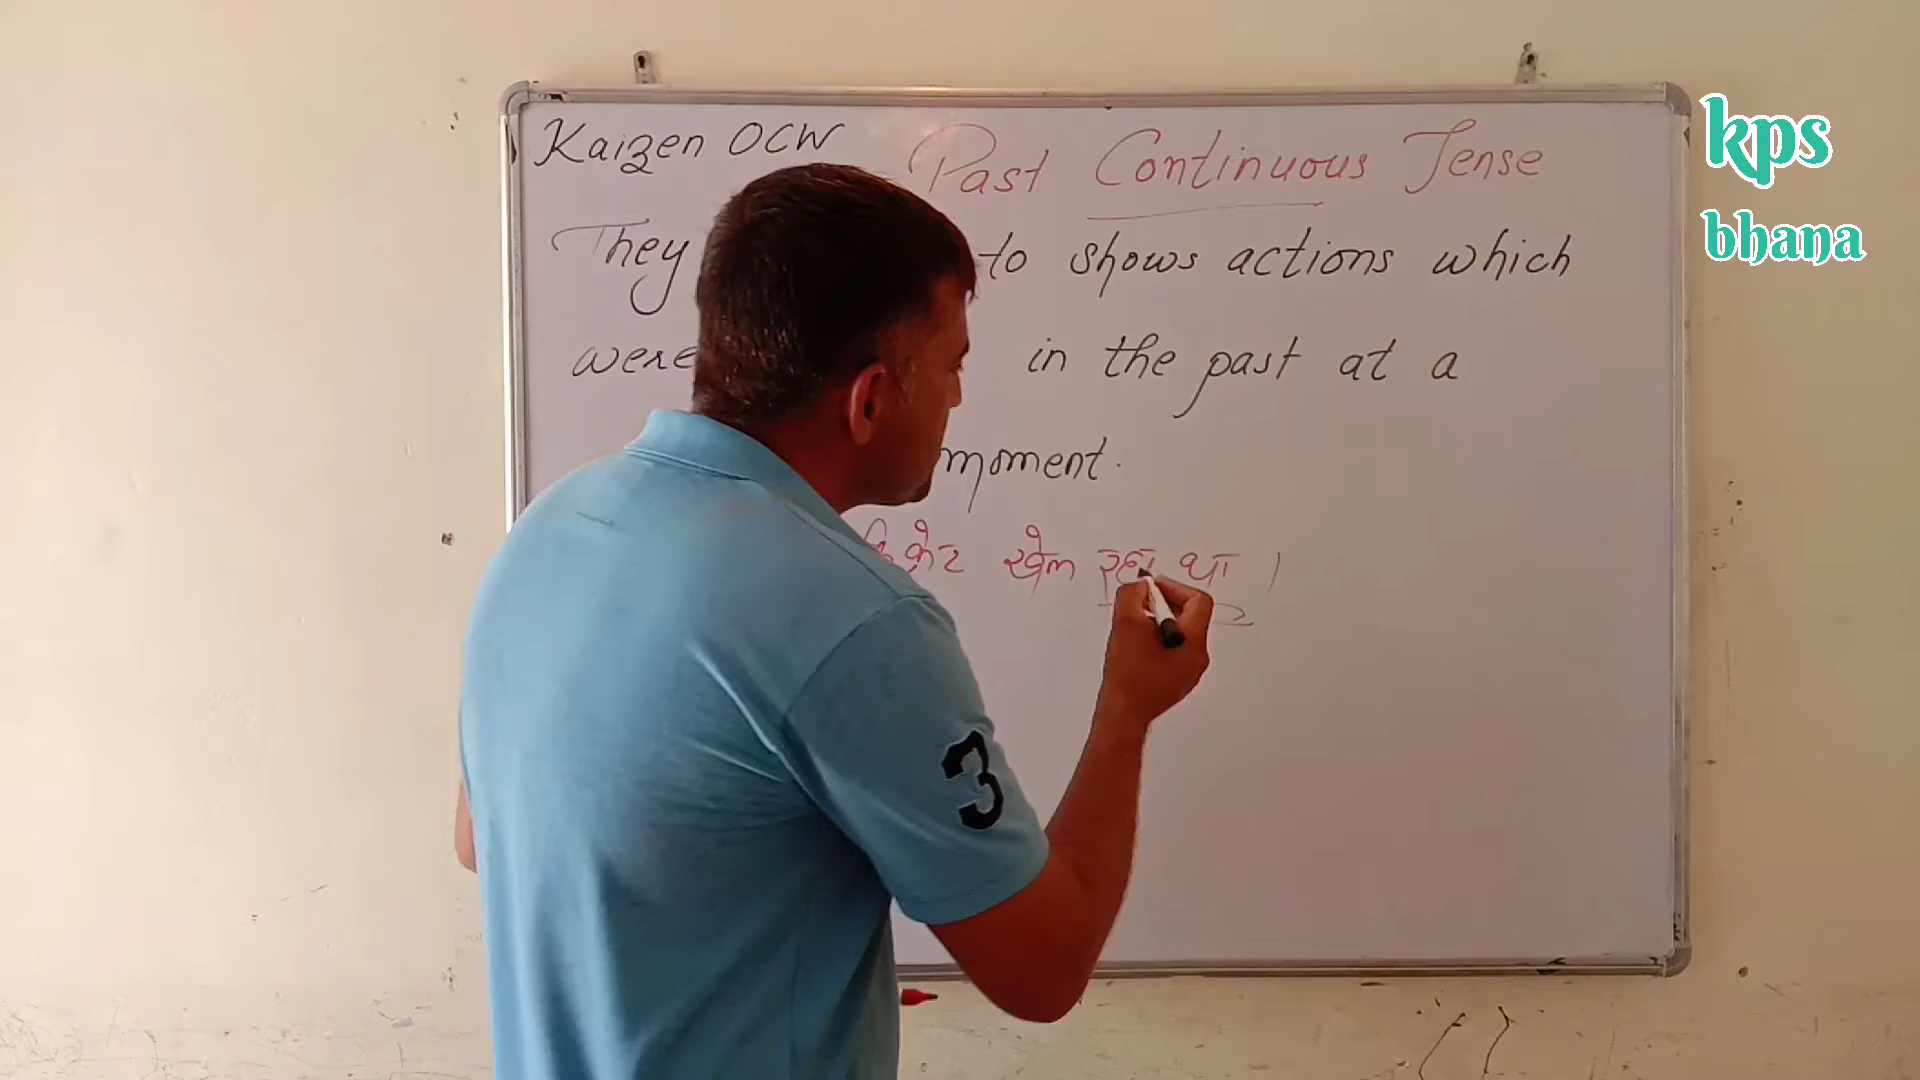 Kaizen OCW
Past Continuous Tense
They to shows actions which
were in the past at a
moment.
क्रिकेट खेल रहा था ।
kps
bhana
3